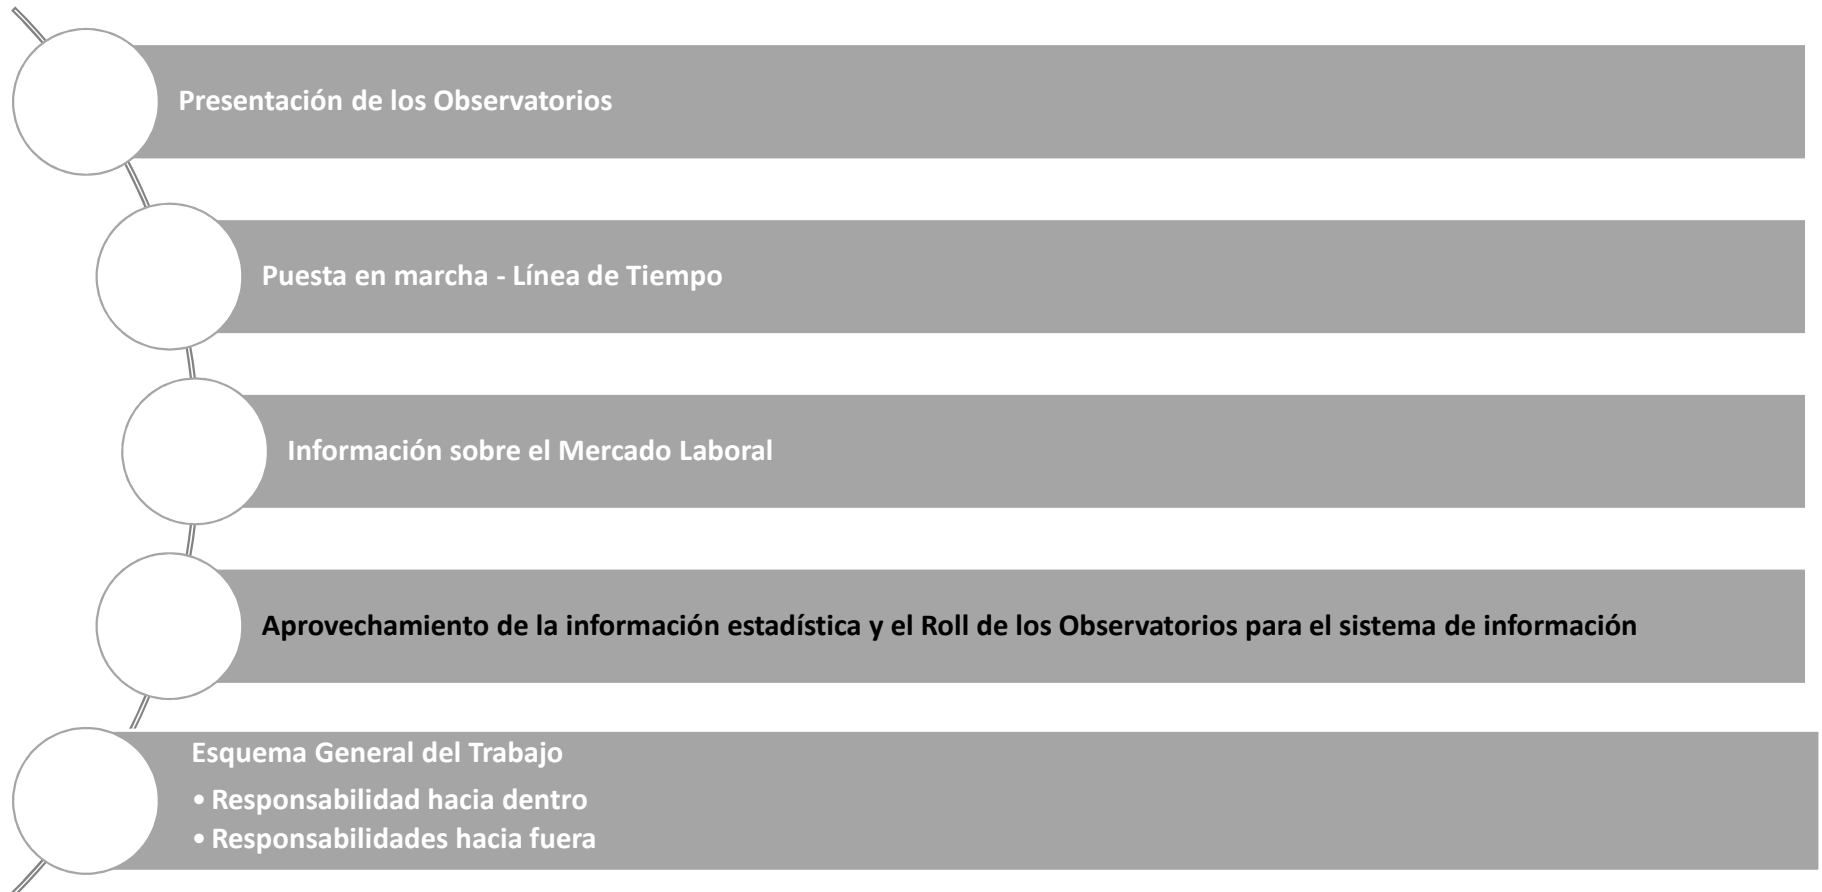 Presentación de los Observatorios
Puesta en marcha - Línea de Tiempo
Información sobre el Mercado Laboral
Aprovechamiento de la información estadística y el Roll de los Observatorios para el sistema de información
Esquema General del Trabajo
• Responsabilidad hacia dentro
• Responsabilidades hacia fuera